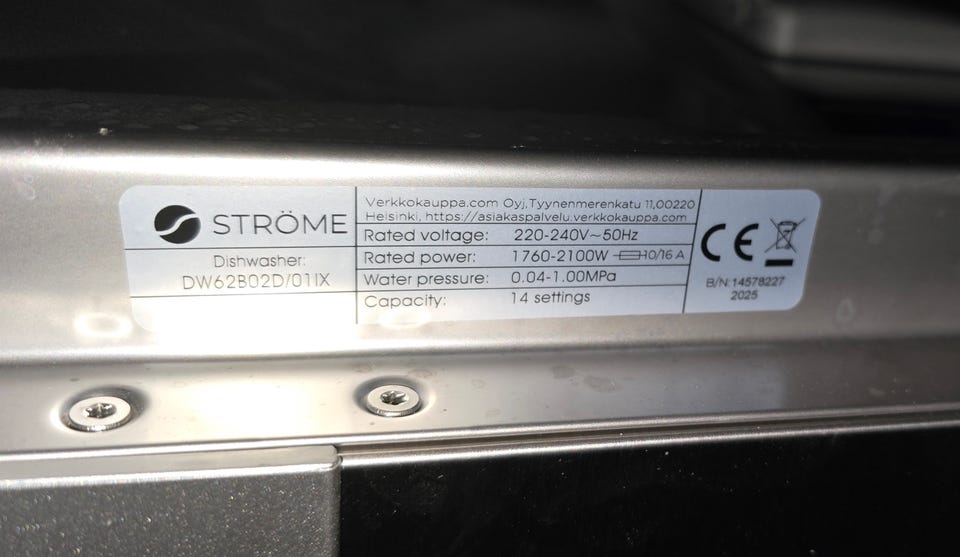 STRÖME
Dishwasher:
DW62B02D/01IX
Verkkokauppa.com Oyj,Tyynenmerenkatu 11,00220
Helsinki, https://asiakaspalvelu.verkkokauppa.com
Rated voltage: 220-240V~50Hz
Rated power: 1760-2100W 10/16 A
Water pressure: 0.04-1.00MPa
Capacity: 14 settings
CE
B/N:14578227
2025